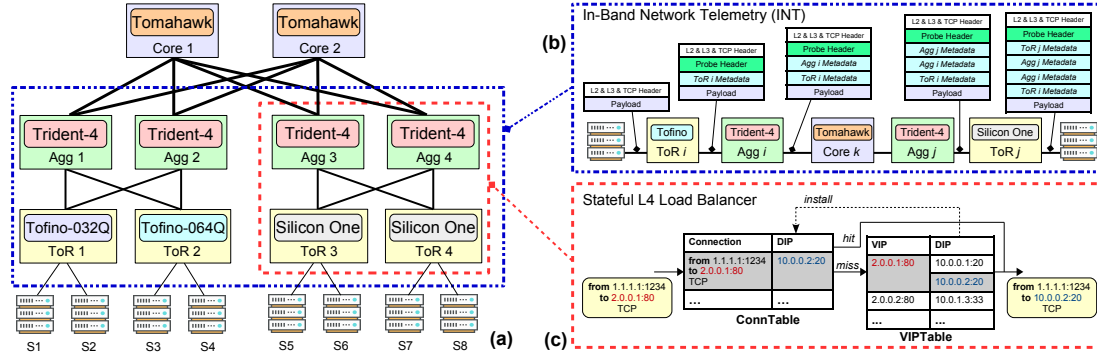 Tomahawk
Core 1
Tomahawk
Core 2
Trident-4
Agg 1
Trident-4
Agg 2
Trident-4
Agg 3
Trident-4
Agg 4
Tofino-032Q
ToR 1
Tofino-064Q
ToR 2
Silicon One
ToR 3
Silicon One
ToR 4
S1
S2
S3
S4
S5
S6
S7
S8
(a)
In-Band Network Telemetry (INT)
(b)
L2 & L3 & TCP Header
Payload
L2 & L3 & TCP Header
Probe Header
ToR i Metadata
Payload
L2 & L3 & TCP Header
Probe Header
Agg i Metadata
ToR i Metadata
Payload
L2 & L3 & TCP Header
Probe Header
Agg j Metadata
Agg i Metadata
ToR i Metadata
Payload
L2 & L3 & TCP Header
Probe Header
ToR j Metadata
Agg j Metadata
Agg i Metadata
ToR i Metadata
Payload
Tofino
ToR i
Trident-4
Agg i
Tomahawk
Core k
Trident-4
Agg j
Silicon One
ToR j
Stateful L4 Load Balancer
install
hit
miss
from 1.1.1.1:1234
to 2.0.0.1:80
TCP
Connection
DIP
from 1.1.1.1:1234
to 2.0.0.1:80
TCP
10.0.0.2:20
...
...
ConnTable
VIP
DIP
2.0.0.1:80
10.0.0.1:20
10.0.0.2:20
2.0.0.2:80
10.0.1.3:33
...
...
VIPTable
from 1.1.1.1:1234
to 10.0.0.2:20
TCP
(c)